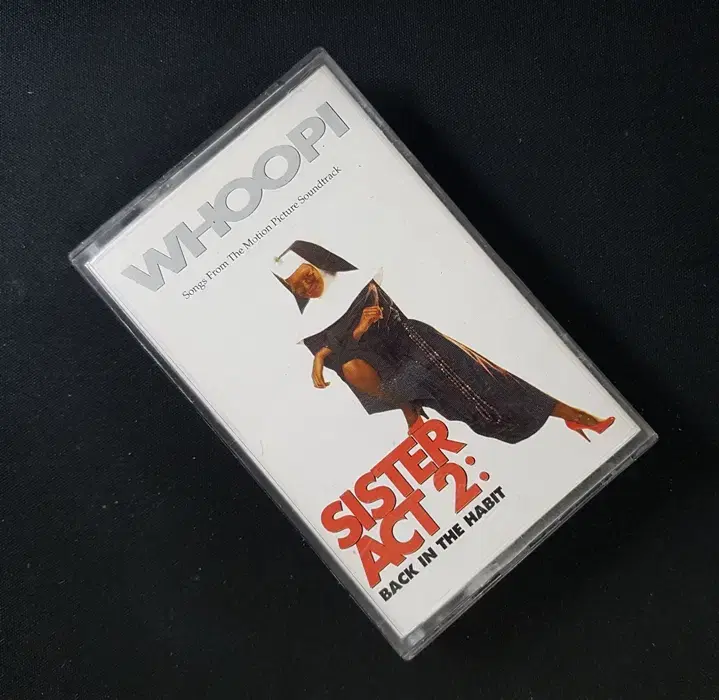 WHOOPI
Songs From The Motion Picture Soundtrack
SISTER
ACT 2:
BACK IN THE HABIT